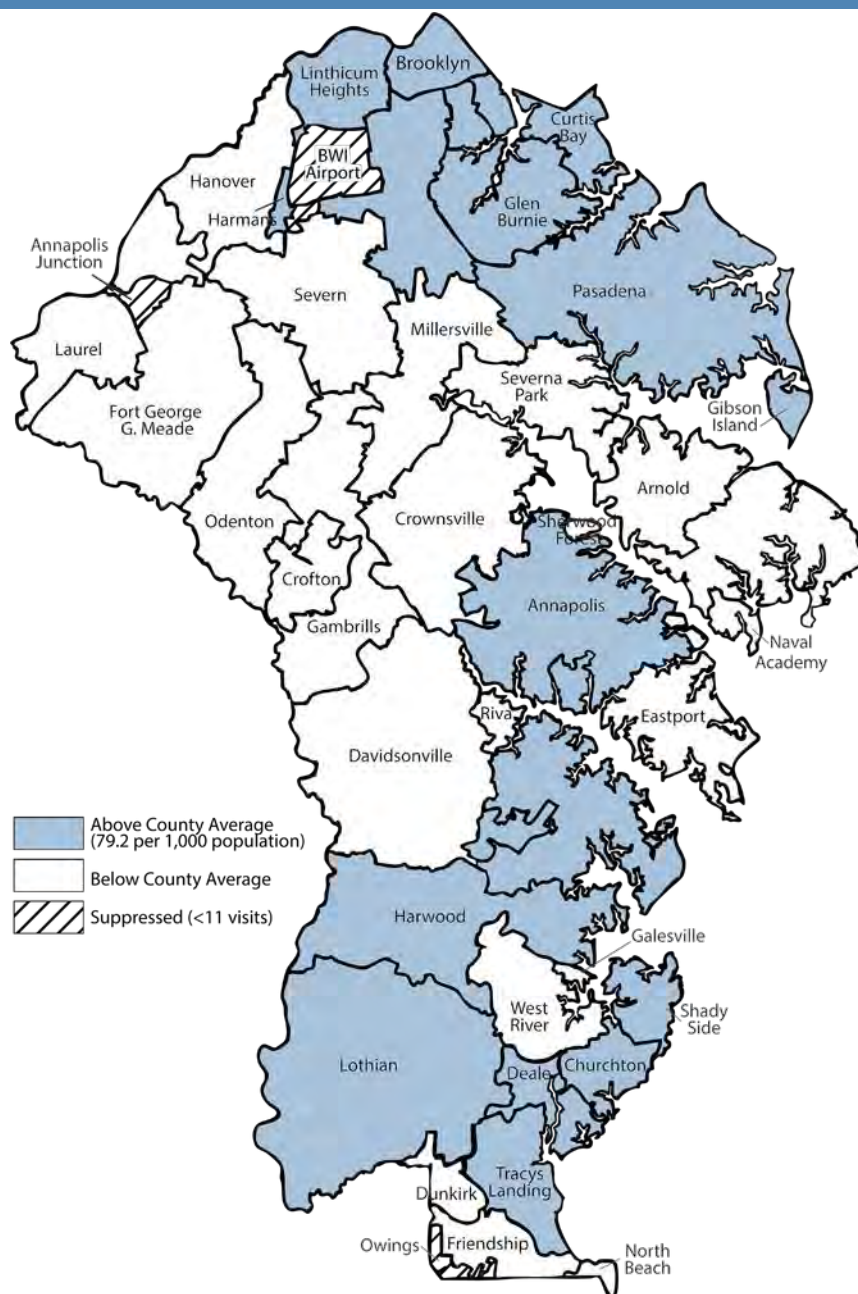 Brooklyn
Linthicum
Heights
Curtis
Bay
BWI
Airport
Hanover
Glen
Burnie
Harmans
Annapolis
Junction
Severn
Pasadena
Millersville
Laurel
Severna
Park
Fort George
G. Meade
Gibson
Island
Arnold
Odenton
Crownsville
Sherwood
Forest
Crofton
Annapolis
Gambrills
Naval
Academy
Riva
Eastport
Davidsonville
Above County Average
(79.2 per 1,000 population)
Below County Average
Suppressed (<11 visits)
Harwood
Galesville
West
River
Shady
Side
Lothian
Deale
Churchton
Tracys
Landing
Dunkirk
Owings
Friendship
North
Beach